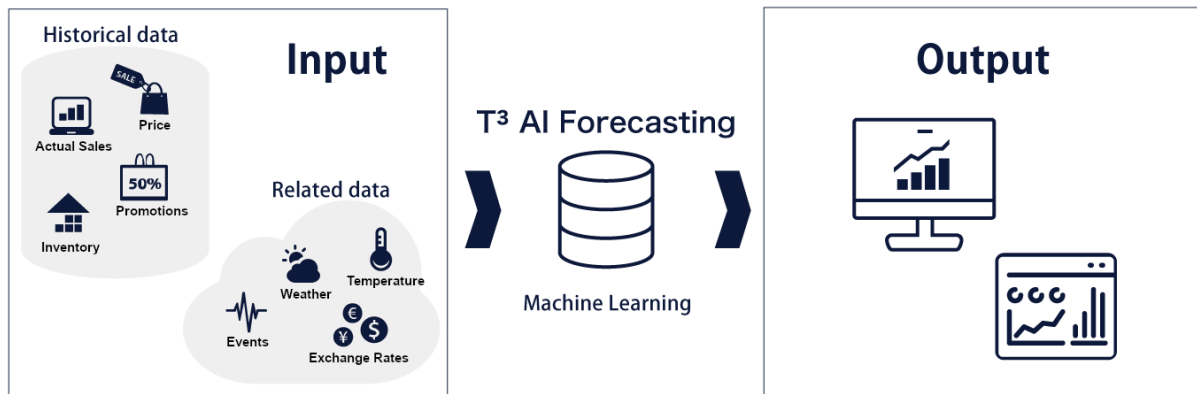 Historical data
Input
SALE
Price
Actual Sales
50%
Promotions
Inventory
Related data
Weather
Temperature
Events
€
¥
$
Exchange Rates
T³ AI Forecasting
Machine Learning
Output